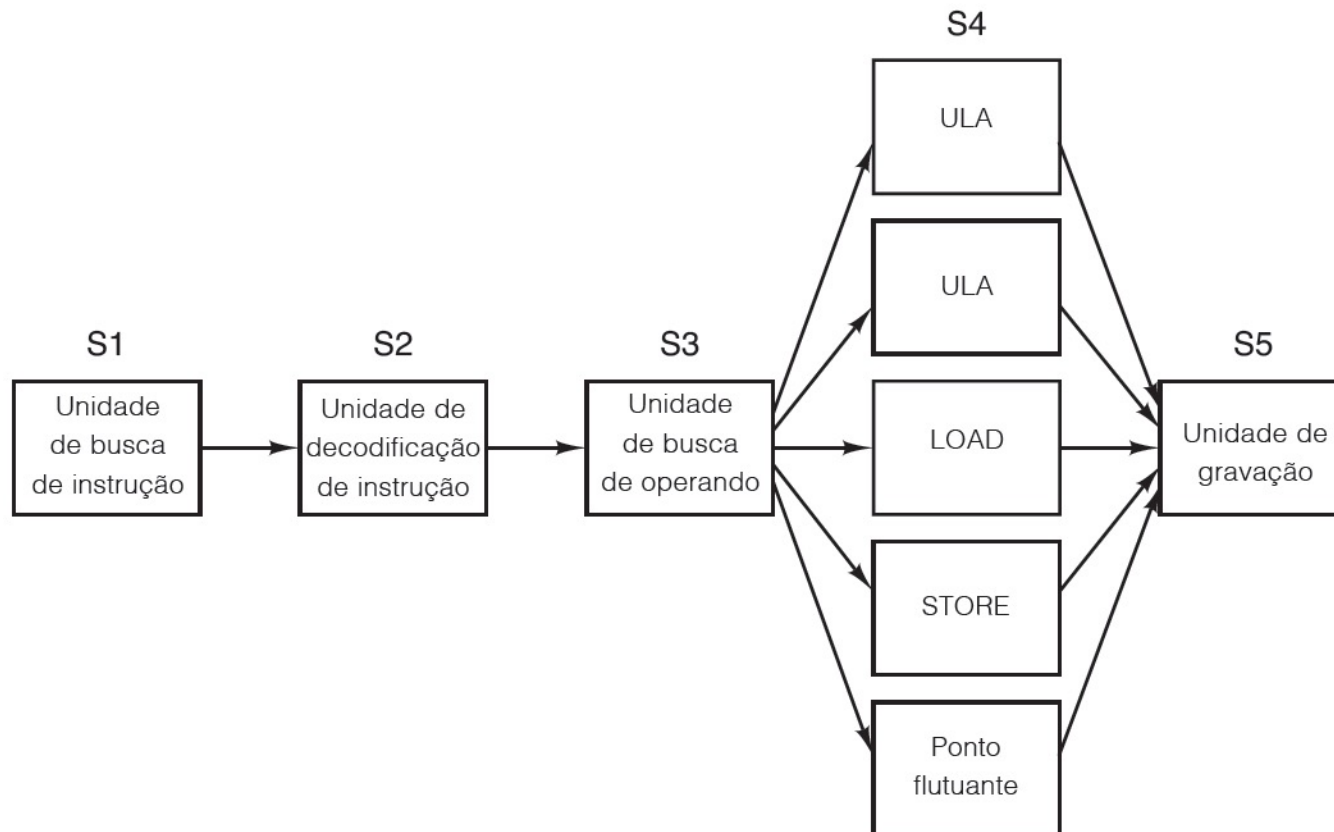 S4
ULA
ULA
S1
Unidade
de busca
de instrução
S2
Unidade de
decodificação
de instrução
S3
Unidade
de busca
de operando
LOAD
S5
Unidade de
gravação
STORE
Ponto
flutuante